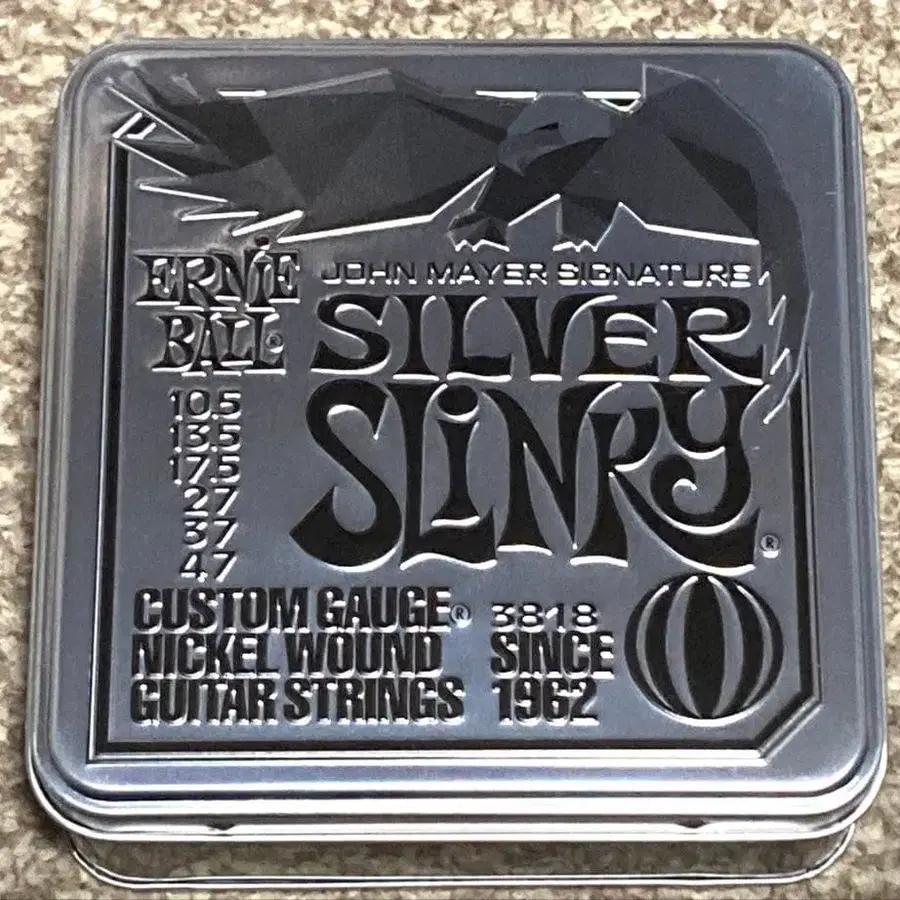 ERNIE
BALL®
JOHN MAYER SIGNATURE
SILVER
SLINKY®
10.5
13.5
17.5
27
37
47
CUSTOM GAUGE®
NICKEL WOUND
GUITAR STRINGS
3818
SINCE
1962